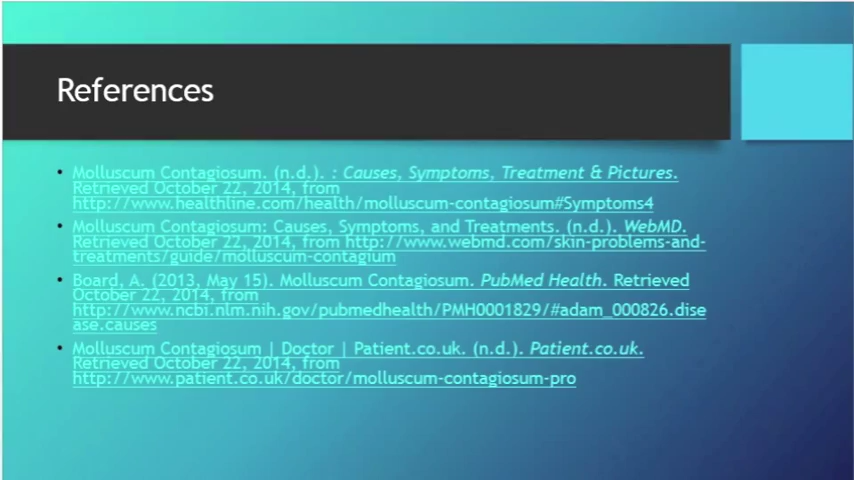 References
• Molluscum Contagiosum. (n.d.). : Causes, Symptoms, Treatment & Pictures.
Retrieved October 22, 2014, from
http://www.healthline.com/health/molluscum-contagiosum#Symptoms4
• Molluscum Contagiosum: Causes, Symptoms, and Treatments. (n.d.). WebMD.
Retrieved October 22, 2014, from http://www.webmd.com/skin-problems-and-
treatments/guide/molluscum-contagium
• Board, A. (2013, May 15). Molluscum Contagiosum. PubMed Health. Retrieved
October 22, 2014, from
http://www.ncbi.nlm.nih.gov/pubmedhealth/PMH0001829/#adam_000826.dise
ase.causes
• Molluscum Contagiosum | Doctor | Patient.co.uk. (n.d.). Patient.co.uk.
Retrieved October 22, 2014, from
http://www.patient.co.uk/doctor/molluscum-contagiosum-pro